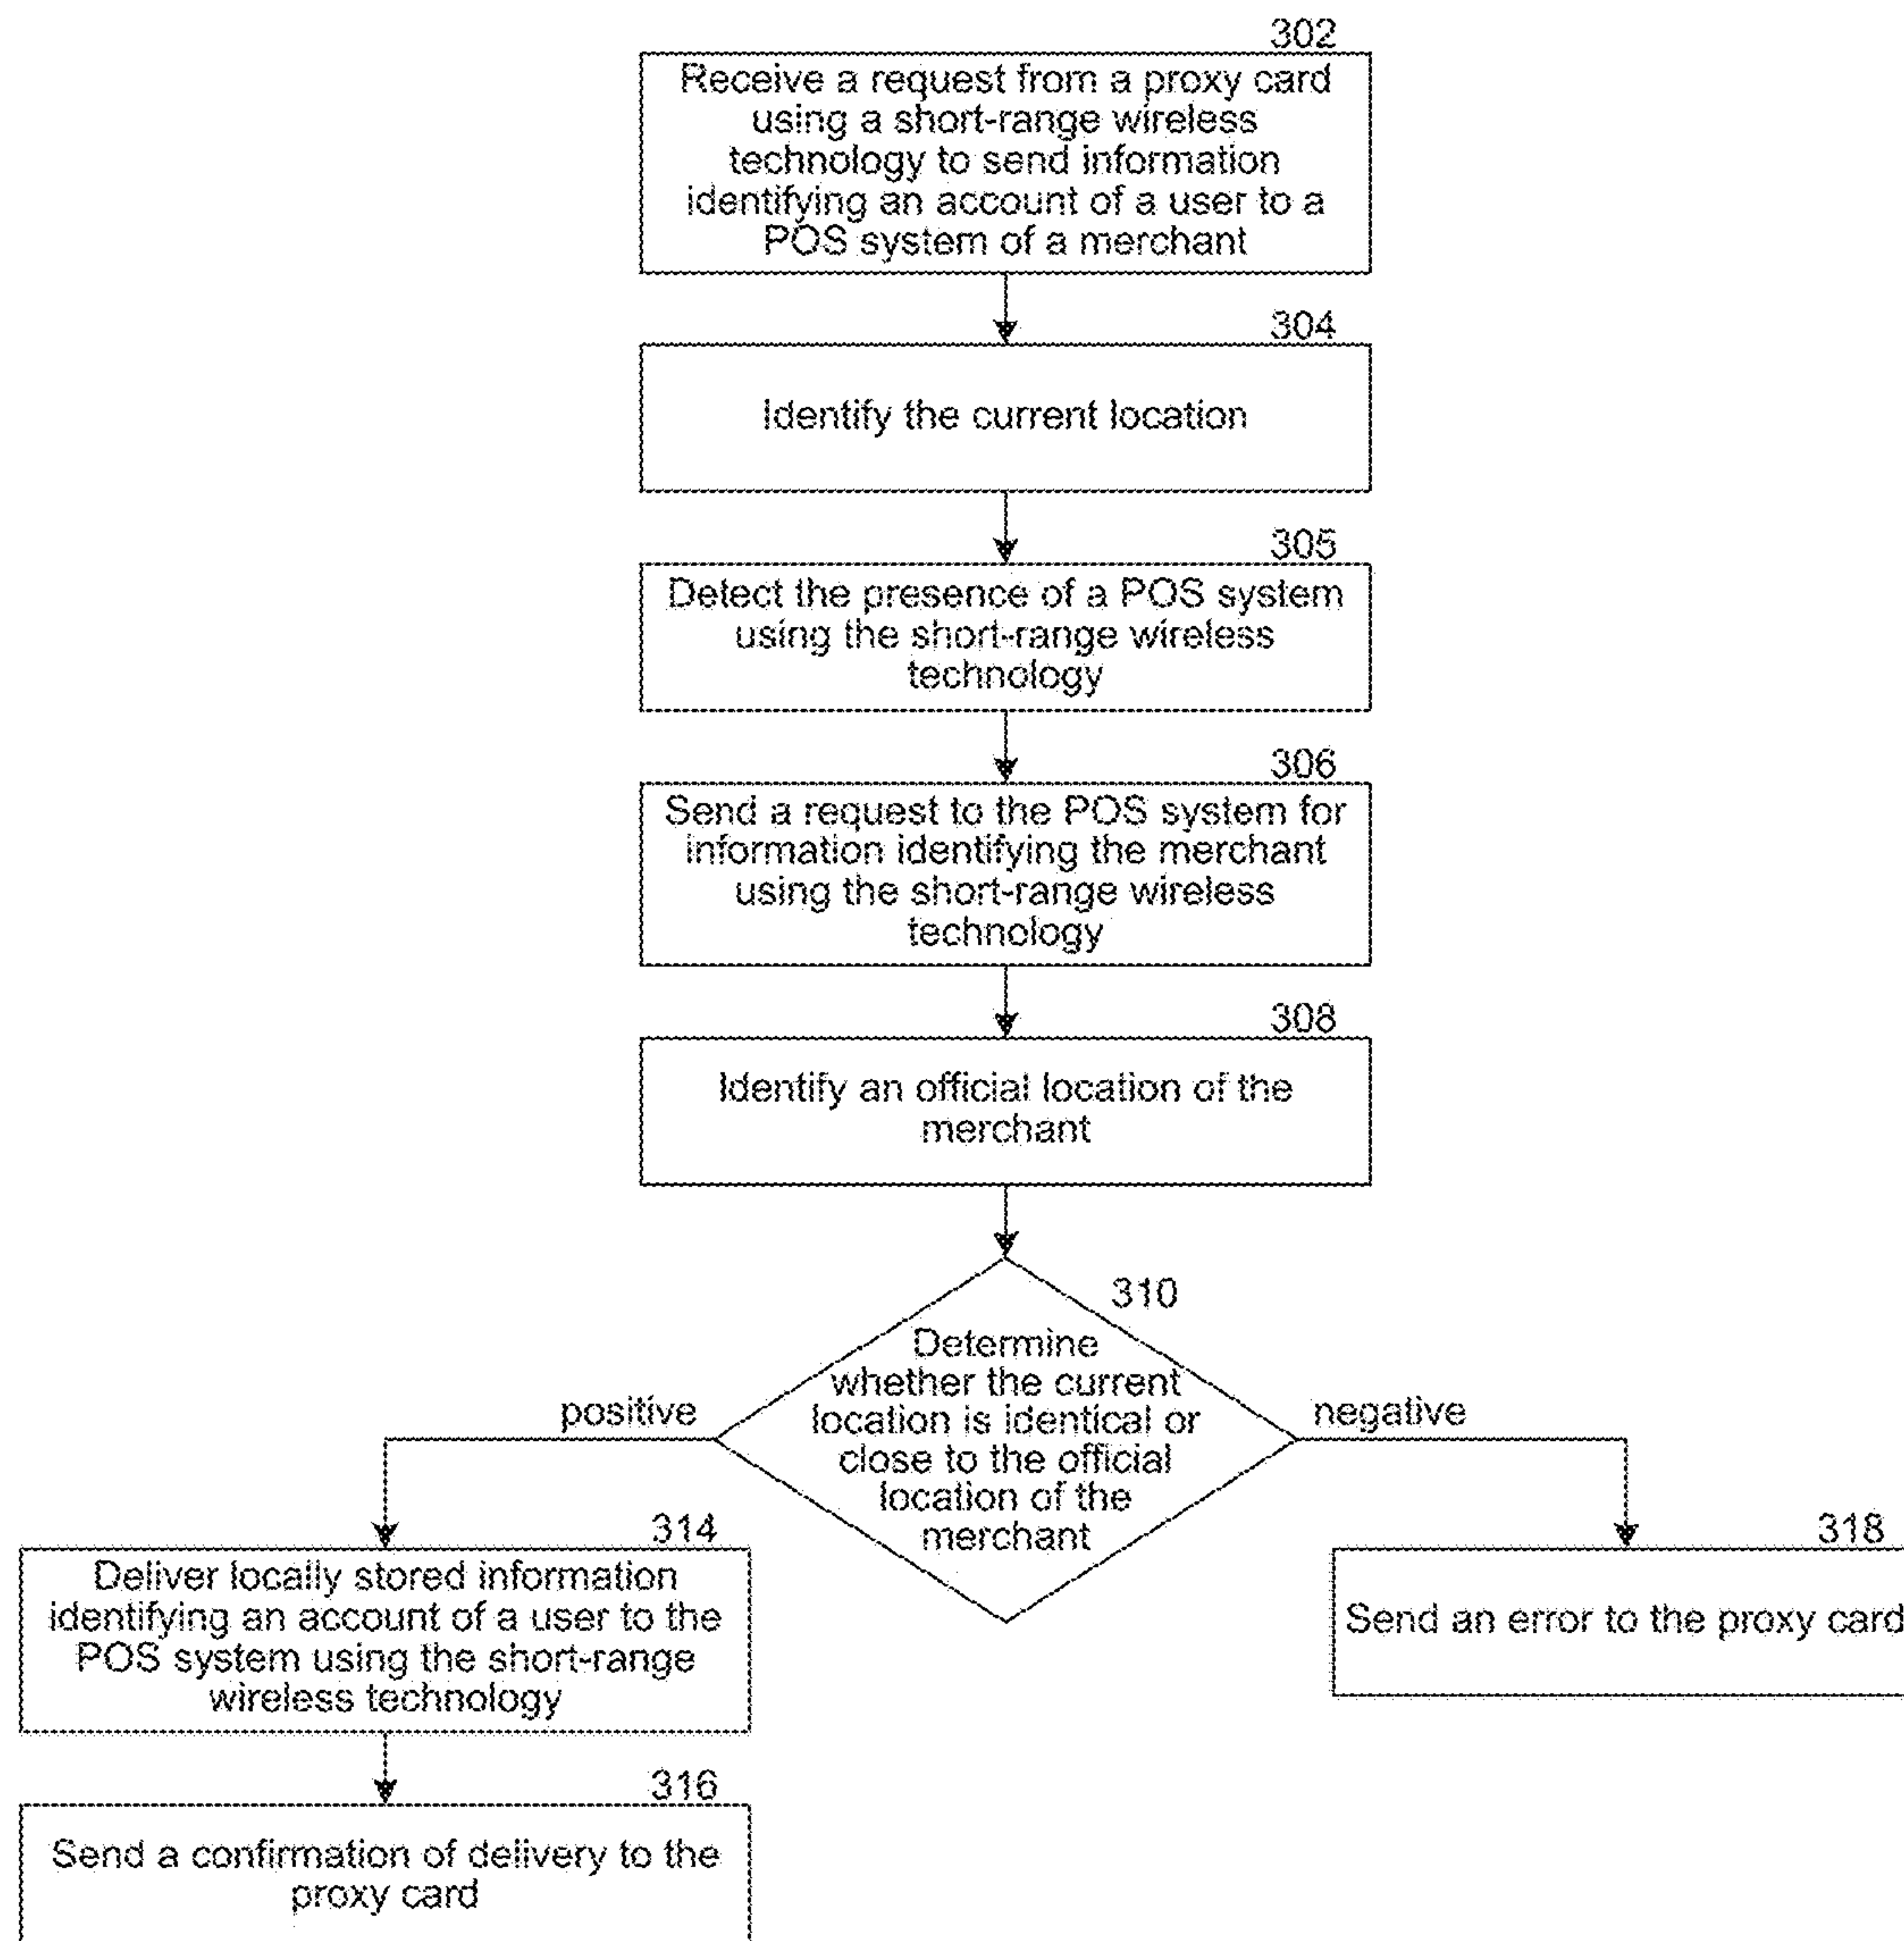 302
Receive a request from a proxy card
using a short-range wireless
technology to send information
identifying an account of a user to a
POS system of a merchant
304
Identify the current location
305
Detect the presence of a POS system
using the short-range wireless
technology
306
Send a request to the POS system for
information identifying the merchant
using the short-range wireless
technology
308
Identify an official location of the
merchant
310
Determine
whether the current
location is identical or
close to the official
location of the
merchant
positive
negative
314
Deliver locally stored information
identifying an account of a user to the
POS system using the short-range
wireless technology
318
Send an error to the proxy card
316
Send a confirmation of delivery to the
proxy card